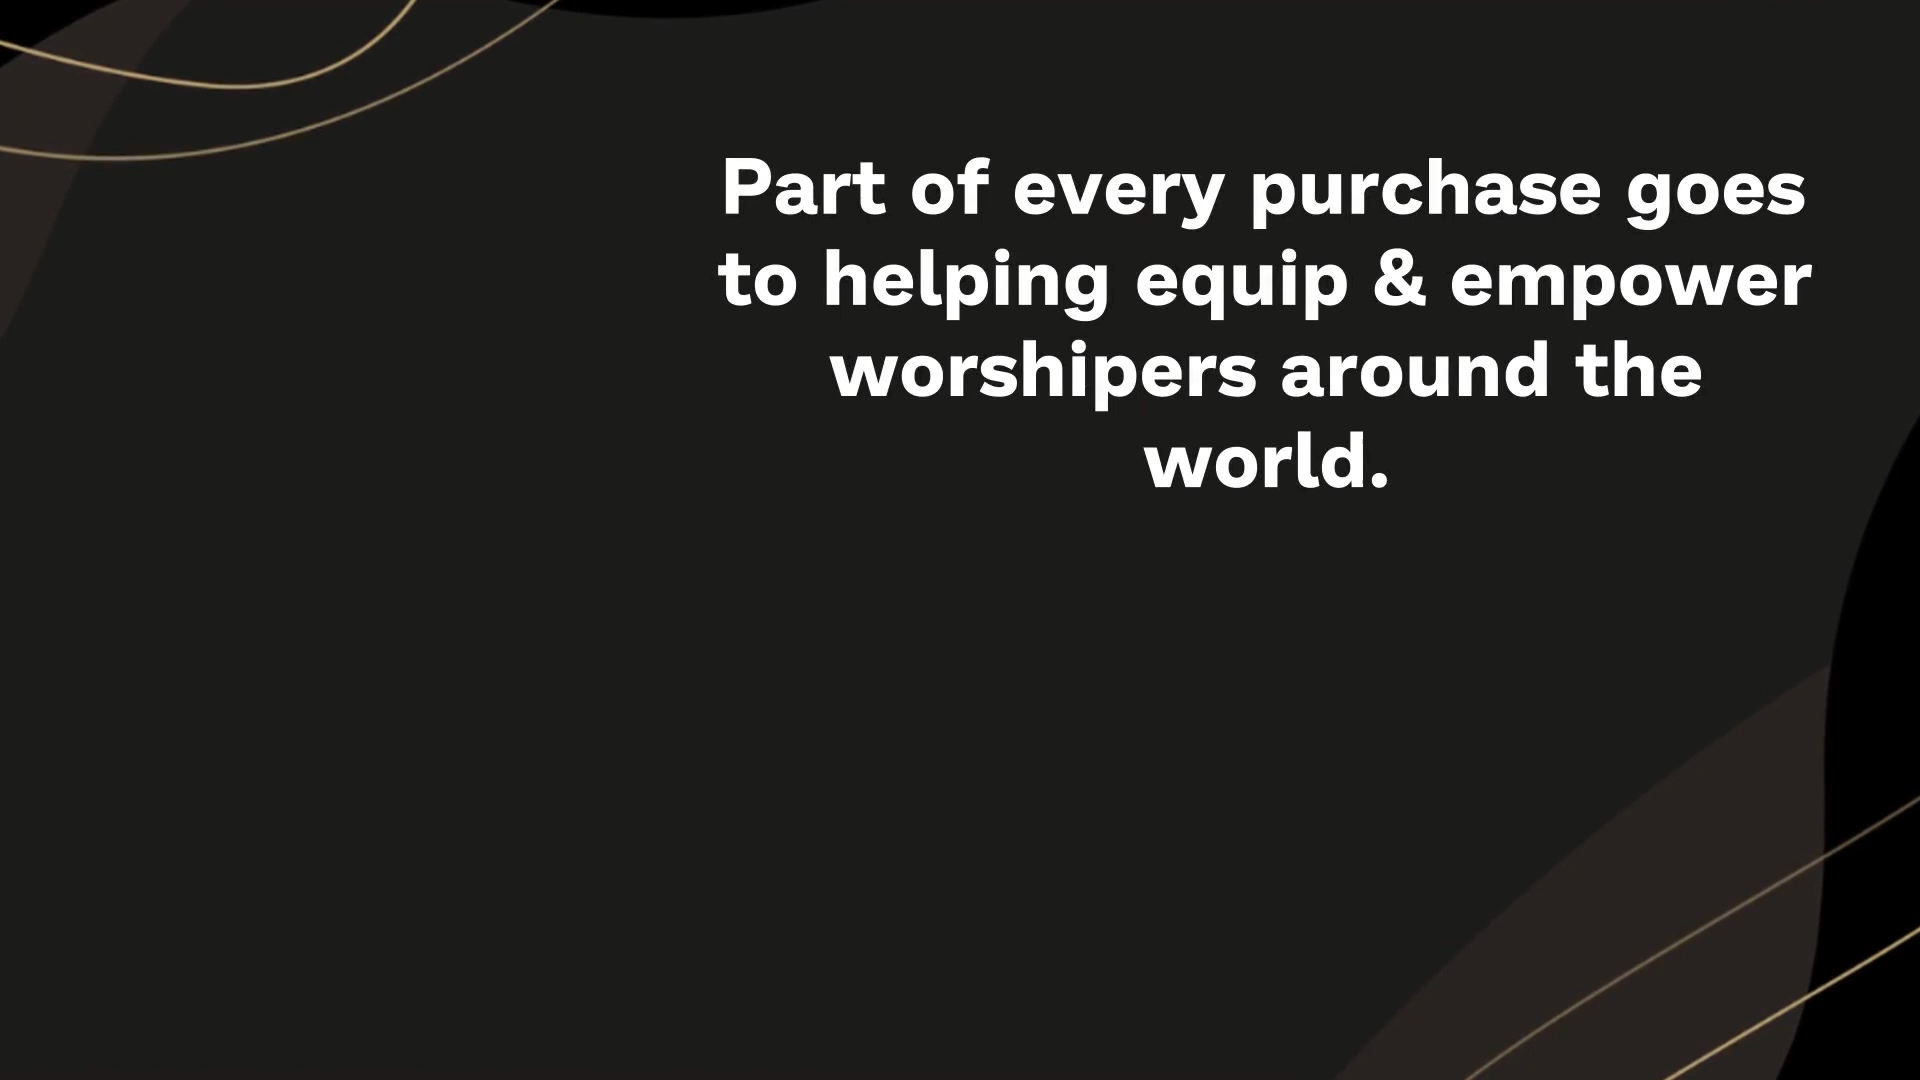 Part of every purchase goes
to helping equip & empower
worshipers around the
world.